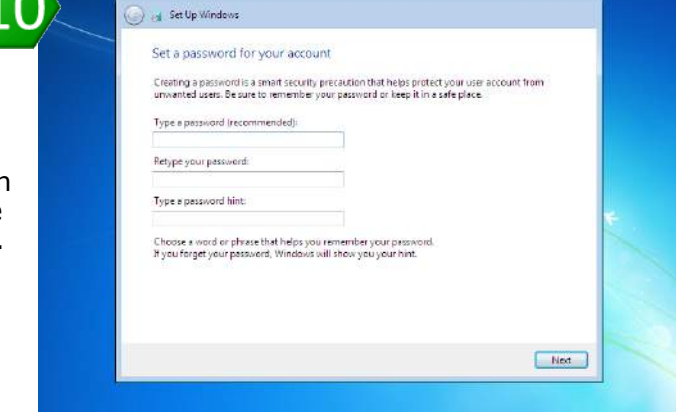 10
Set Up Windows
Set a password for your account
Creating a password is a smart security precaution that helps protect your user account from
unwanted users. Be sure to remember your password or keep it in a safe place.
Type a password (recommended):
Retype your password:
Type a password hint:
Choose a word or phrase that helps you remember your password.
If you forget your password, Windows will show you your hint.
Next